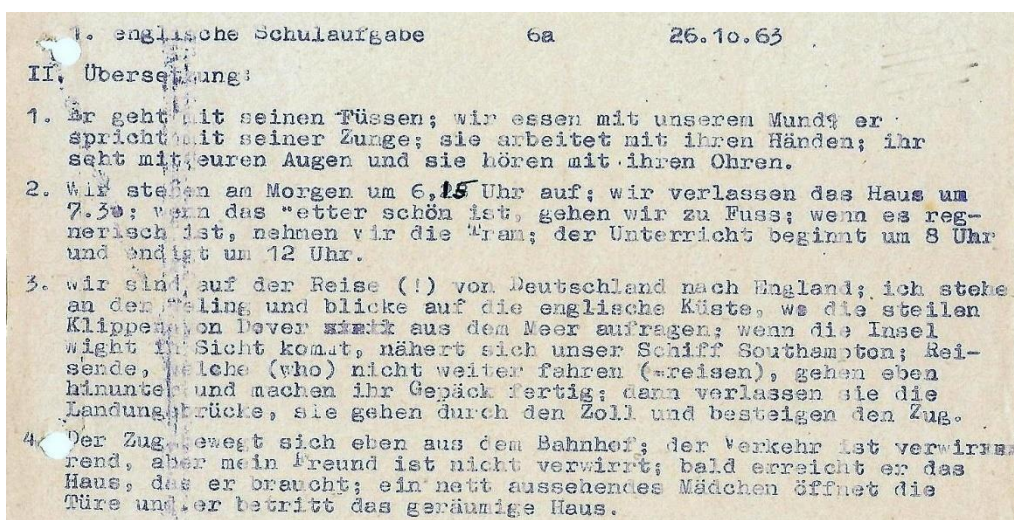 1. englische Schulaufgabe 6a 26.10.63
II. Übersetzung:
1. Er geht mit seinen Füssen; wir essen mit unserem Mund; er
spricht mit seiner Zunge; sie arbeitet mit ihren Händen; ihr
seht mit euren Augen und sie hören mit ihren Ohren.
2. Wir stehen am Morgen um 6,15 Uhr auf; wir verlassen das Haus um
7.30; wenn das Wetter schön ist, gehen wir zu Fuss; wenn es reg-
nerisch ist, nehmen wir die Tram; der Unterricht beginnt um 8 Uhr
und endigt um 12 Uhr.
3. Wir sind auf der Reise (!) von Deutschland nach England; ich stehe
an den Reling und blicke auf die englische Küste, wo die steilen
Klippen von Dover aus dem Meer aufragen; wenn die Insel
wight in Sicht kommt, nähert sich unser Schiff Southampton; Rei-
sende, welche (who) nicht weiter fahren (=reisen), gehen eben
hinunter und machen ihr Gepäck fertig; dann verlassen sie die
Landungsbrücke, sie gehen durch den Zoll und besteigen den Zug.
4. Der Zug bewegt sich eben aus dem Bahnhof; der Verkehr ist verwir
rend, aber mein Freund ist nicht verwirrt; bald erreicht er das
Haus, das er braucht; ein nett aussehendes Mädchen öffnet die
Türe und er betritt das geräumige Haus.